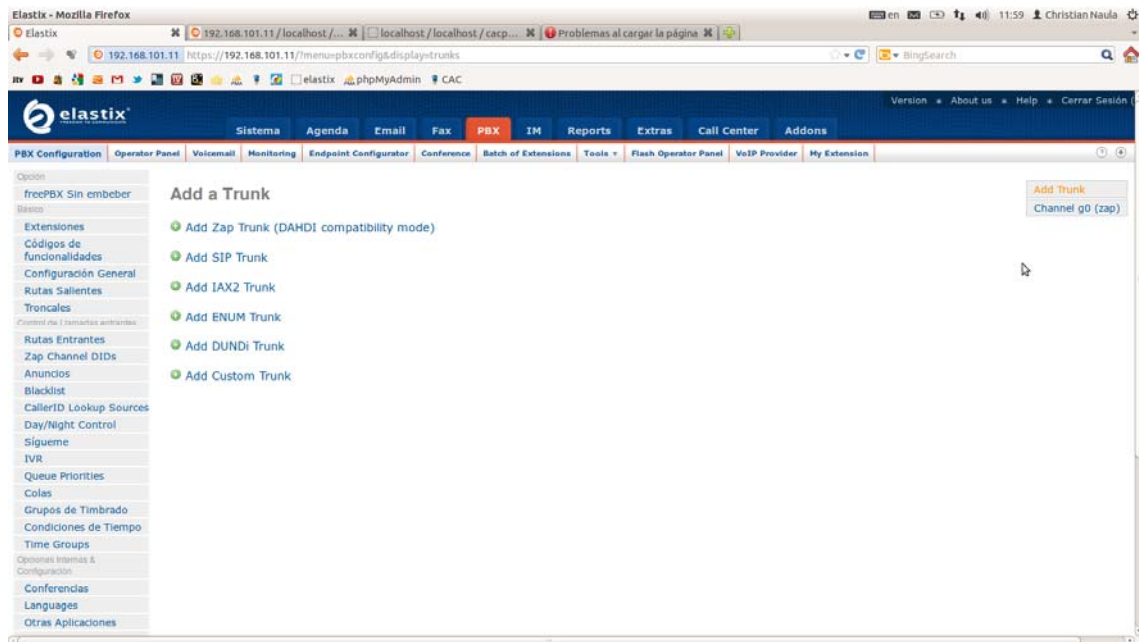 Elastix - Mozilla Firefox
en 11:59 Christian Naula
Elastix
192.168.101.11 / localhost /...
localhost / localhost / cacp...
Problemas al cargar la página
192.168.101.11 https://192.168.101.11/?menu=pbxconfig&display=trunks
BingSearch
elastix phpMyAdmin CAC
Version About us Help Cerrar Sesión (
elastix
Sistema Agenda Email Fax PBX IM Reports Extras Call Center Addons
PBX Configuration Operator Panel Voicemail Monitoring Endpoint Configurator Conference Batch of Extensions Tools Flash Operator Panel VoIP Provider My Extension
Opción
freePBX Sin embeber
Básico
Extensiones
Códigos de
funcionalidades
Configuración General
Rutas Salientes
Troncales
Control de Llamadas entrantes
Rutas Entrantes
Zap Channel DIDs
Anuncios
Blacklist
CallerID Lookup Sources
Day/Night Control
Sígueme
IVR
Queue Priorities
Colas
Grupos de Timbrado
Condiciones de Tiempo
Time Groups
Opciones Internas &
Configuración
Conferencias
Languages
Otras Aplicaciones
Add a Trunk
Add Zap Trunk (DAHDI compatibility mode)
Add SIP Trunk
Add IAX2 Trunk
Add ENUM Trunk
Add DUNDi Trunk
Add Custom Trunk
Add Trunk
Channel g0 (zap)